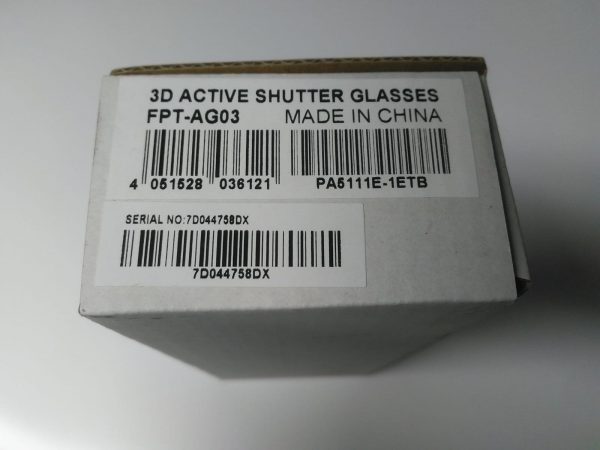 3D ACTIVE SHUTTER GLASSES
FPT-AG03 MADE IN CHINA
4 051528 036121 PA5111E-1ETB
SERIAL NO:7D044758DX
7D044758DX